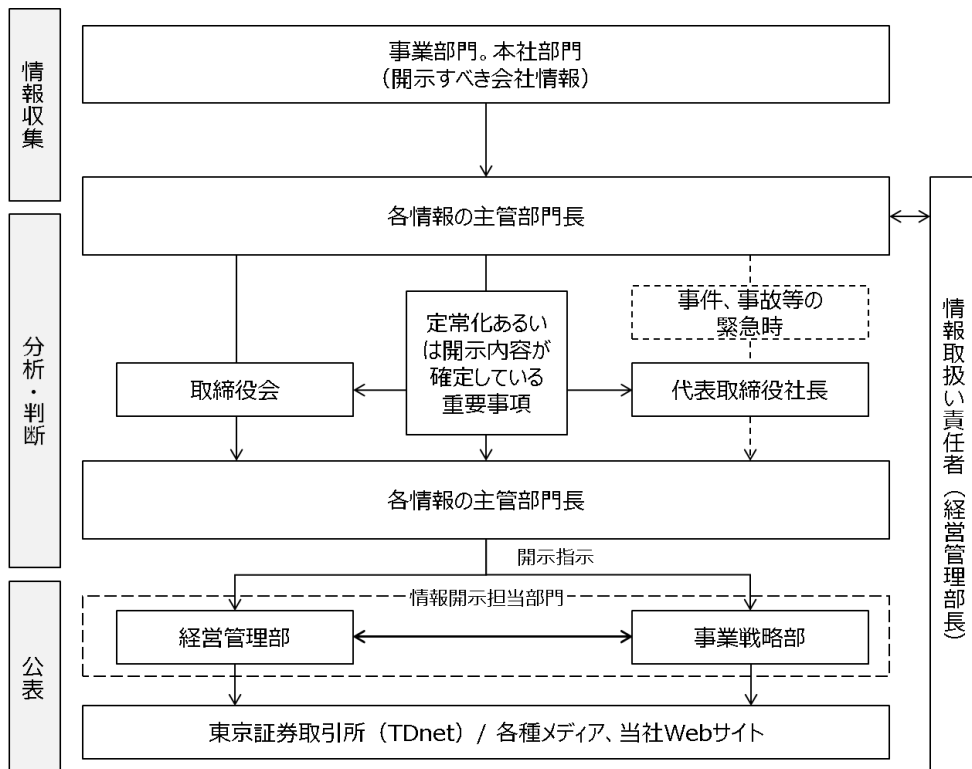 情報収集
事業部門。本社部門
（開示すべき会社情報）
各情報の主管部門長
分析・判断
定常化あるい
は開示内容が
確定している
重要事項
事件、事故等の
緊急時
取締役会
代表取締役社長
各情報の主管部門長
開示指示
公表
情報開示担当部門
経営管理部
事業戦略部
東京証券取引所（TDnet）/ 各種メディア、当社Webサイト
情報取扱い責任者（経営管理部長）